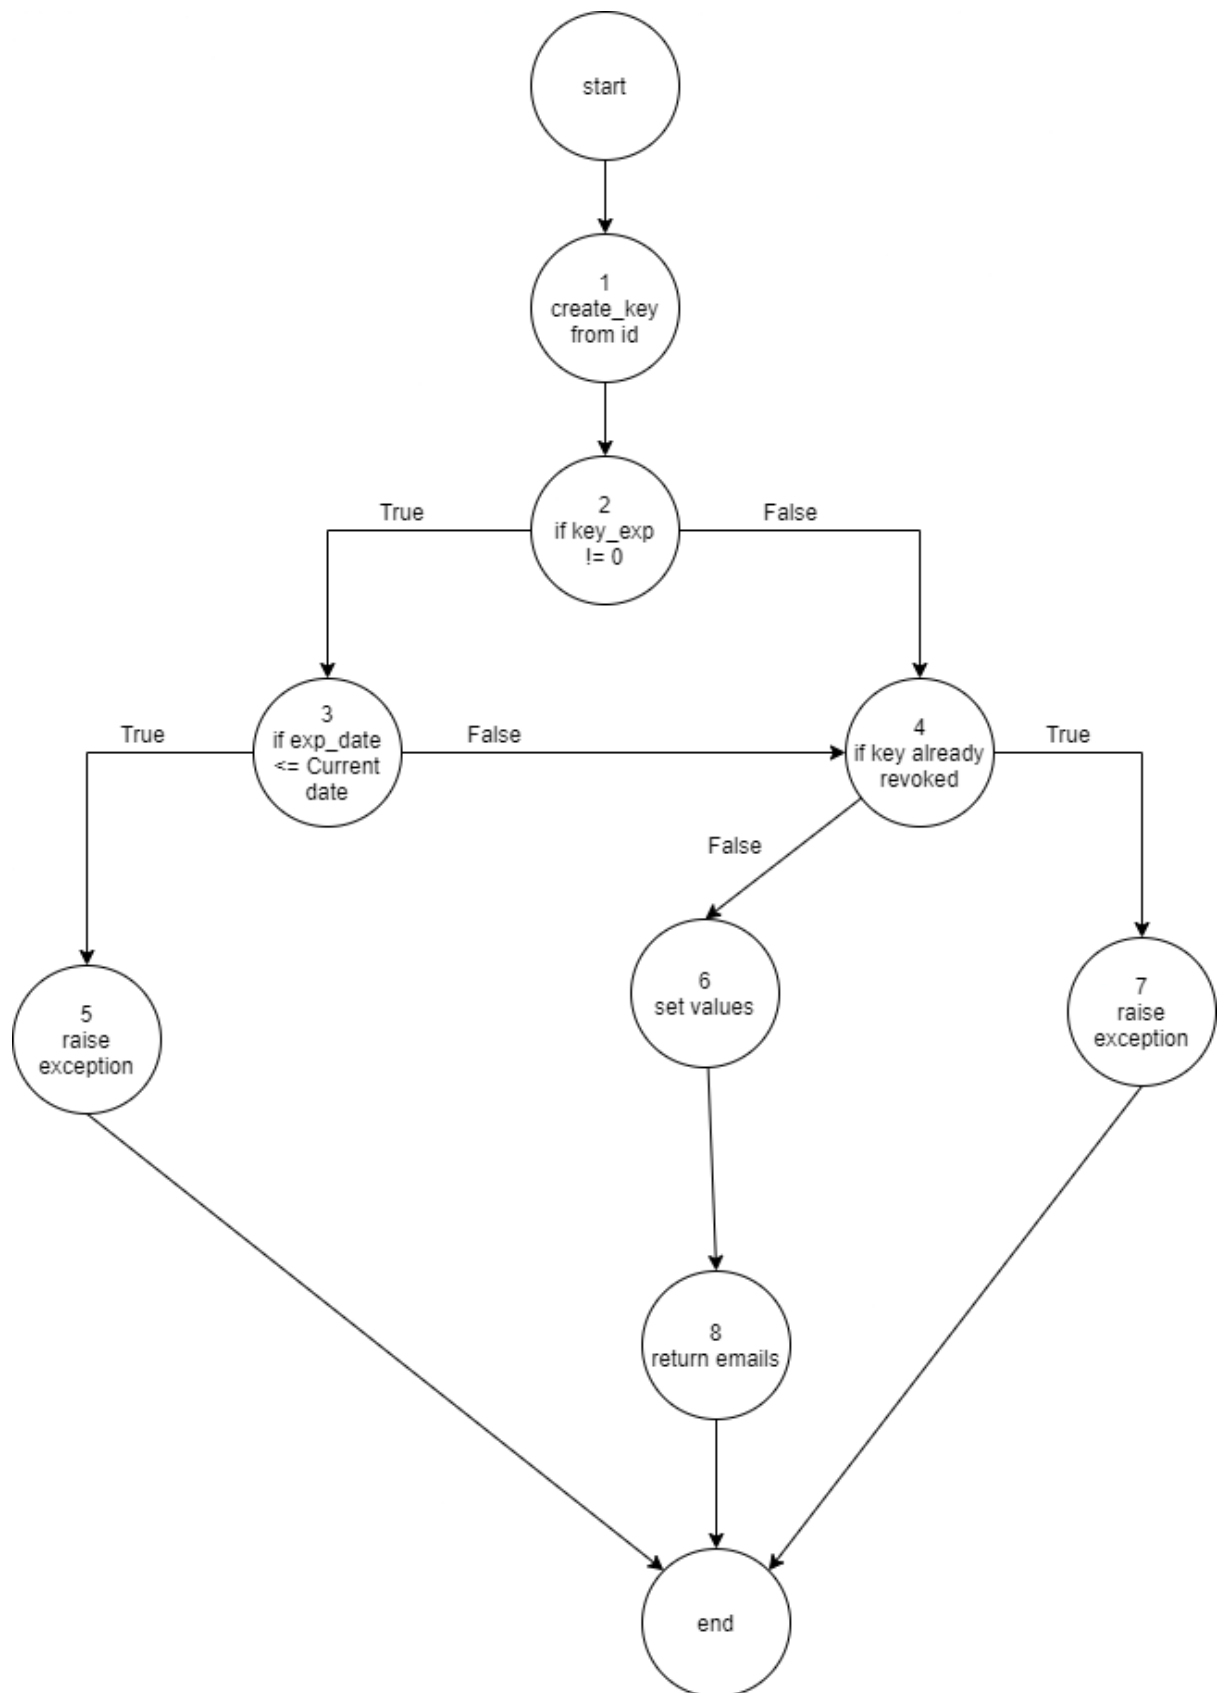 start
1
create_key
from id
2
if key_exp
!= 0
True
False
3
if exp_date
<= Current
date
True
False
4
if key already
revoked
True
False
5
raise
exception
6
set values
7
raise
exception
8
return emails
end